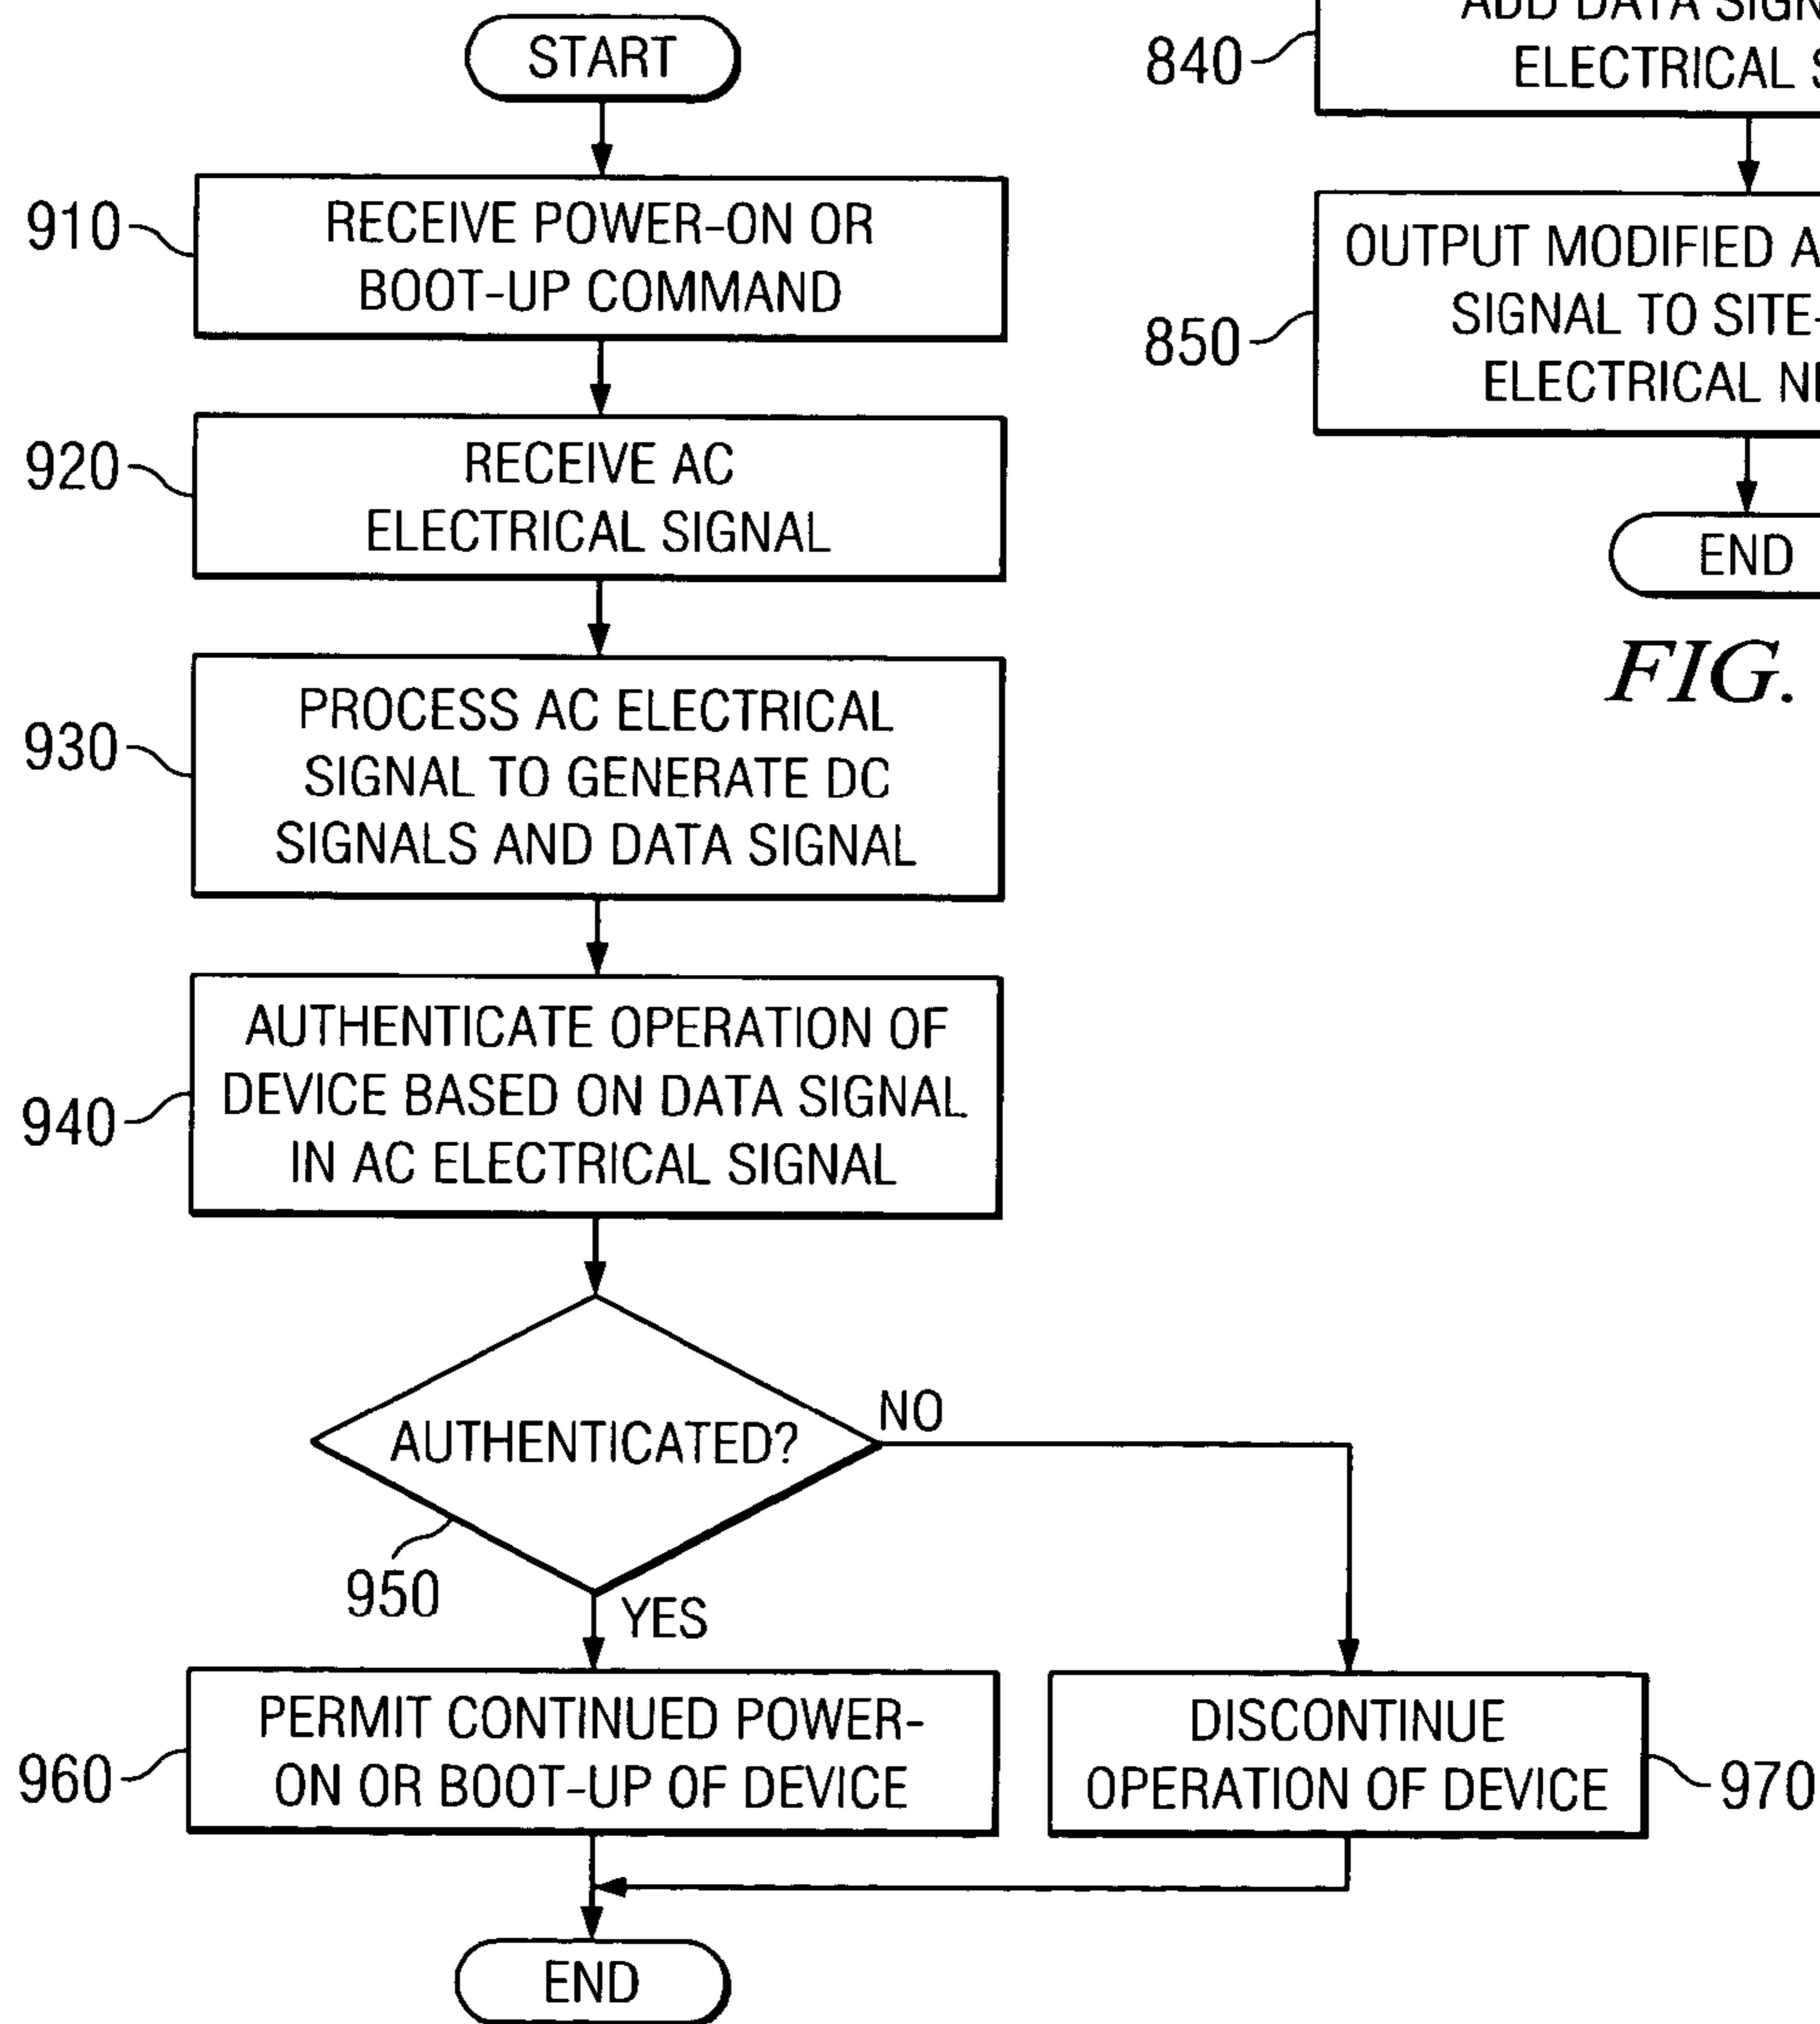 START
910
RECEIVE POWER-ON OR
BOOT-UP COMMAND
920
RECEIVE AC
ELECTRICAL SIGNAL
930
PROCESS AC ELECTRICAL
SIGNAL TO GENERATE DC
SIGNALS AND DATA SIGNAL
940
AUTHENTICATE OPERATION OF
DEVICE BASED ON DATA SIGNAL
IN AC ELECTRICAL SIGNAL
AUTHENTICATED?
NO
950
YES
960
PERMIT CONTINUED POWER-
ON OR BOOT-UP OF DEVICE
DISCONTINUE
OPERATION OF DEVICE
970
END
840
ADD DATA
ELECTRICAL
850
OUTPUT MODIFIED
SIGNAL TO SITE-
ELECTRICAL
END
FIG.